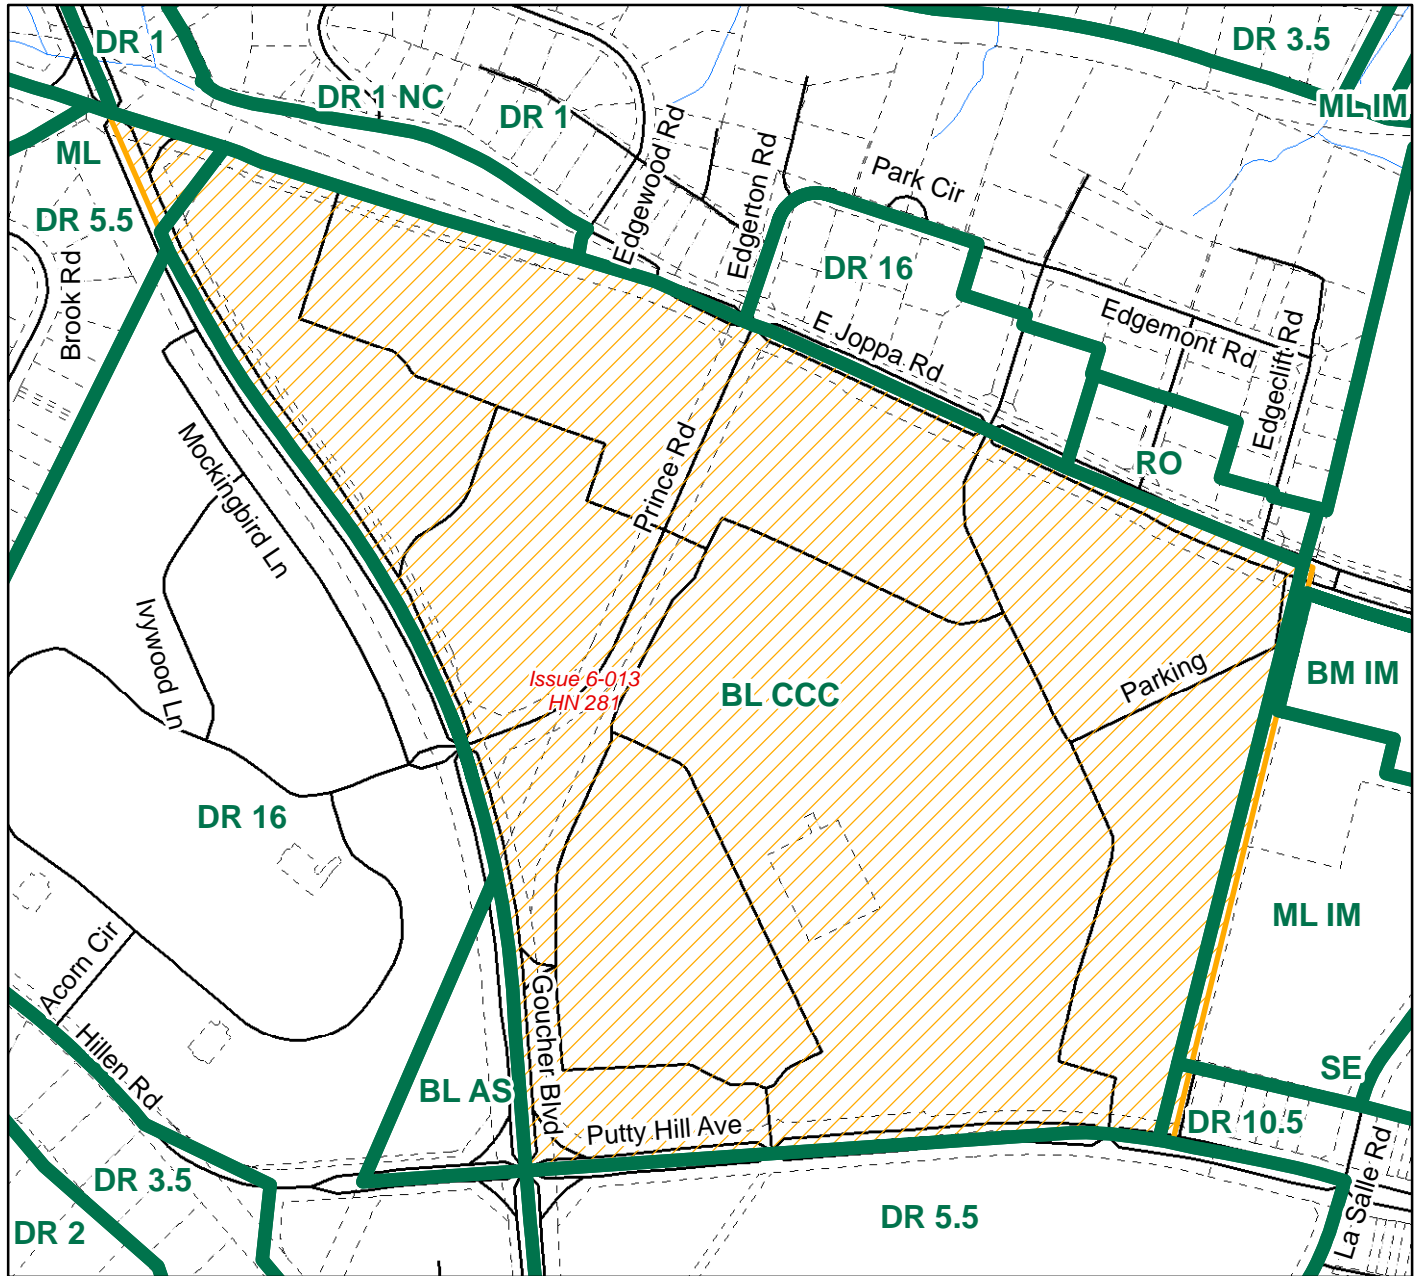 DR 1
DR 3.5
DR 1 NC
DR 1
ML IM
ML
Edgewood Rd
Edgerton Rd
Park Cir
DR 5.5
DR 16
Brook Rd
E Joppa Rd
Edgemont Rd
Edgeclift Rd
Mockingbird Ln
Prince Rd
RO
Ivywood Ln
Issue 6-013
HN 281
BL CCC
Parking
BM IM
DR 16
ML IM
Acorn Cir
Goucher Blvd
Hillen Rd
SE
BL AS
Putty Hill Ave
DR 10.5
DR 3.5
La Salle Rd
DR 2
DR 5.5